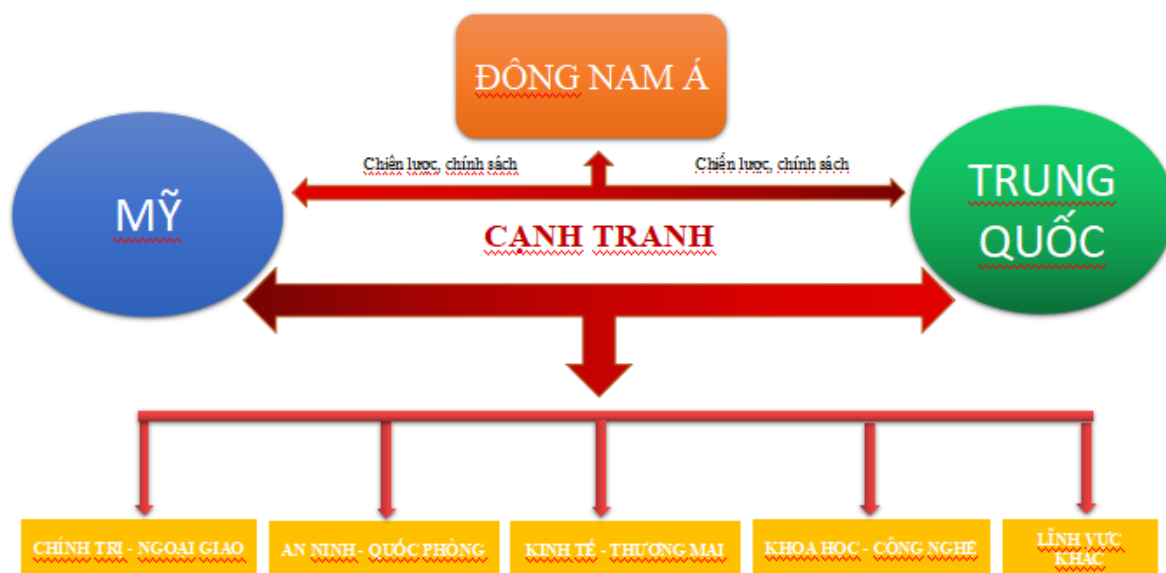 ĐÔNG NAM Á
Chiến lược, chính sách
Chiến lược, chính sách
MỸ
TRUNG
QUỐC
CẠNH TRANH
CHÍNH TRỊ - NGOẠI GIAO
AN NINH - QUỐC PHÒNG
KINH TẾ - THƯƠNG MẠI
KHOA HỌC - CÔNG NGHỆ
LĨNH VỰC
KHÁC